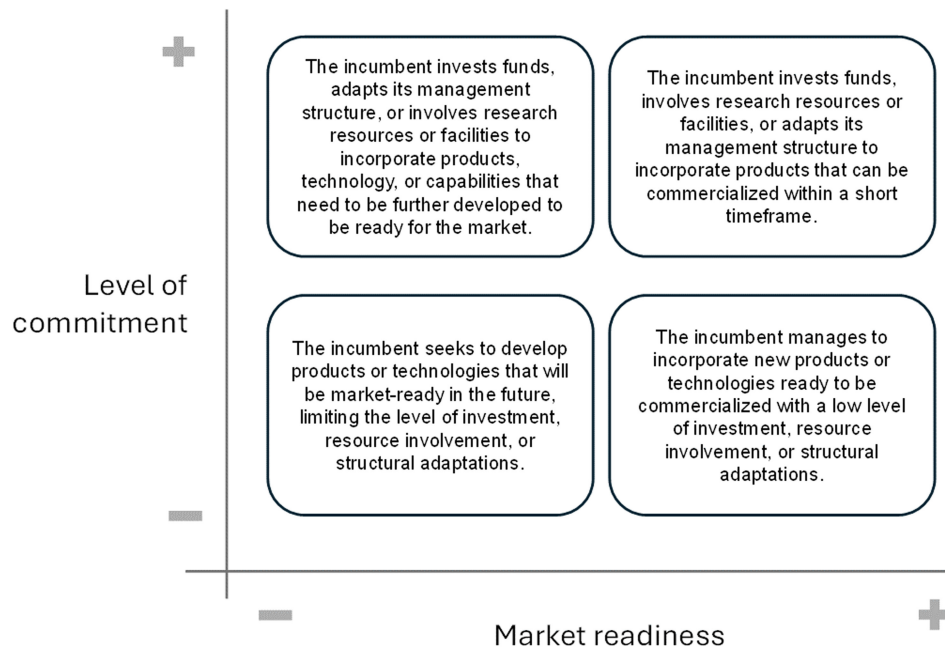 The incumbent invests funds,
adapts its management
structure, or involves research
resources or facilities to
incorporate products,
technology, or capabilities that
need to be further developed to
be ready for the market.
The incumbent invests funds,
involves research resources or
facilities, or adapts its
management structure to
incorporate products that can be
commercialized within a short
timeframe.
Level of
commitment
The incumbent seeks to develop
products or technologies that will
be market-ready in the future,
limiting the level of investment,
resource involvement, or
structural adaptations.
The incumbent manages to
incorporate new products or
technologies ready to be
commercialized with a low level
of investment, resource
involvement, or structural
adaptations.
Market readiness